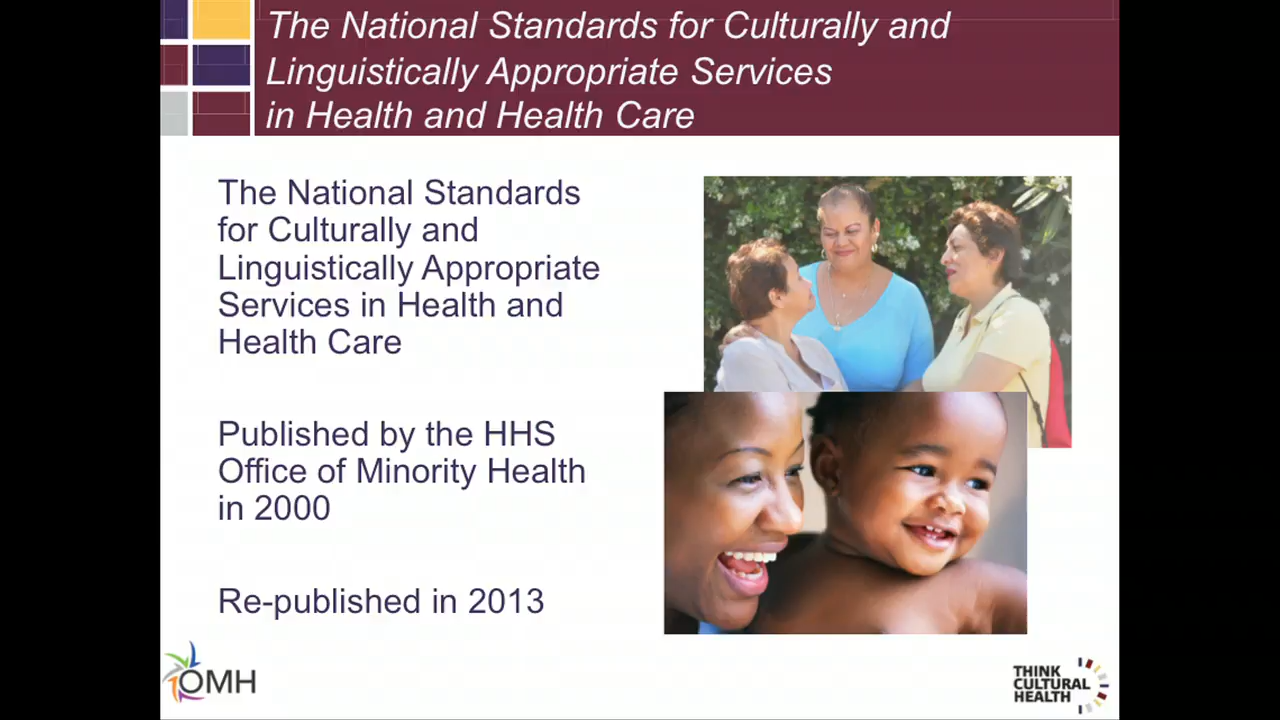 The National Standards for Culturally and
Linguistically Appropriate Services
in Health and Health Care
The National Standards
for Culturally and
Linguistically Appropriate
Services in Health and
Health Care
Published by the HHS
Office of Minority Health
in 2000
Re-published in 2013
OMH
THINK
CULTURAL
HEALTH